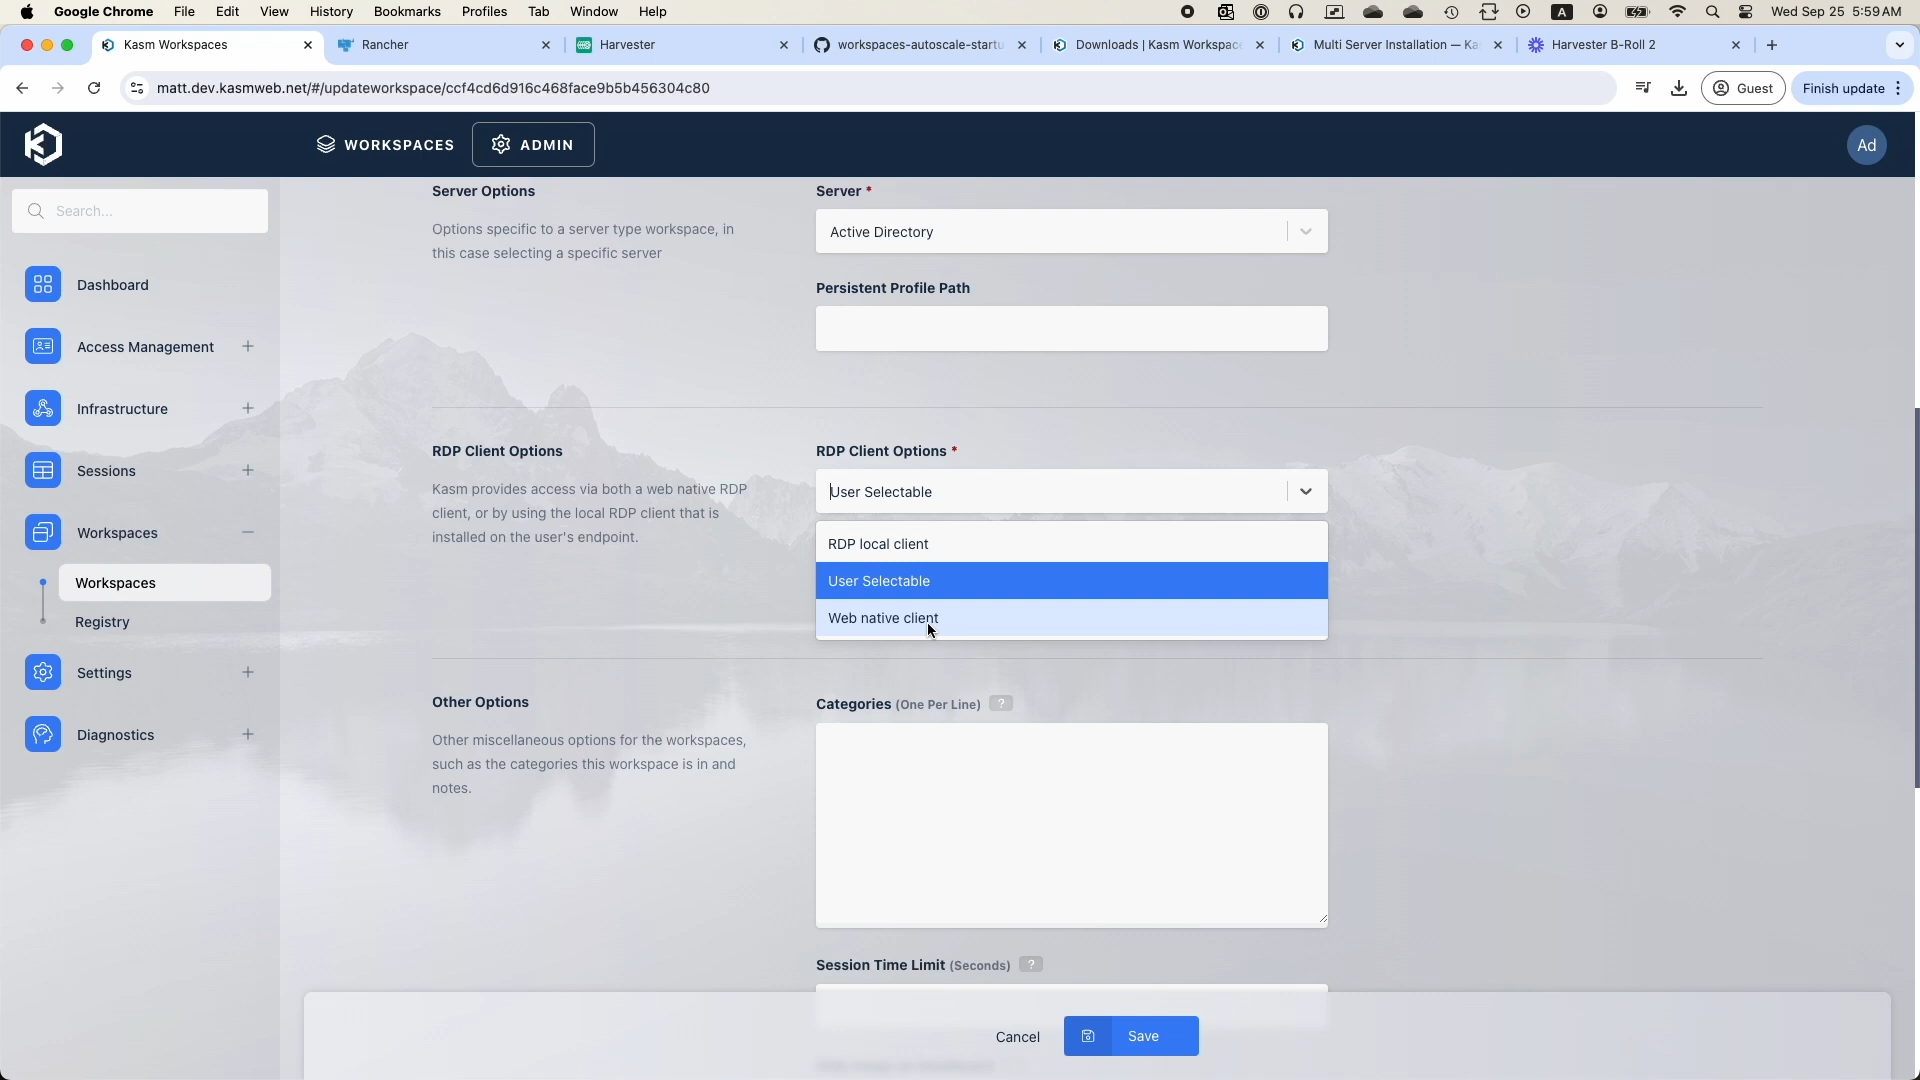 Google Chrome File Edit View History Bookmarks Profiles Tab Window Help A Wed Sep 25 5:59 AM
Kasm Workspaces Rancher Harvester workspaces-autoscale-startu Downloads | Kasm Workspac Multi Server Installation — Ka Harvester B-Roll 2
matt.dev.kasmweb.net/#/updateworkspace/ccf4cd6d916c468face9b5b456304c80 Guest Finish update
WORKSPACES ADMIN Ad
Search...
Dashboard
Access Management
Infrastructure
Sessions
Workspaces
Workspaces
Registry
Settings
Diagnostics
Server Options
Options specific to a server type workspace, in
this case selecting a specific server
Server *
Active Directory
Persistent Profile Path
RDP Client Options
Kasm provides access via both a web native RDP
client, or by using the local RDP client that is
installed on the user's endpoint.
RDP Client Options *
User Selectable
RDP local client
User Selectable
Web native client
Other Options
Other miscellaneous options for the workspaces,
such as the categories this workspace is in and
notes.
Categories (One Per Line) ?
Session Time Limit (Seconds) ?
Cancel Save